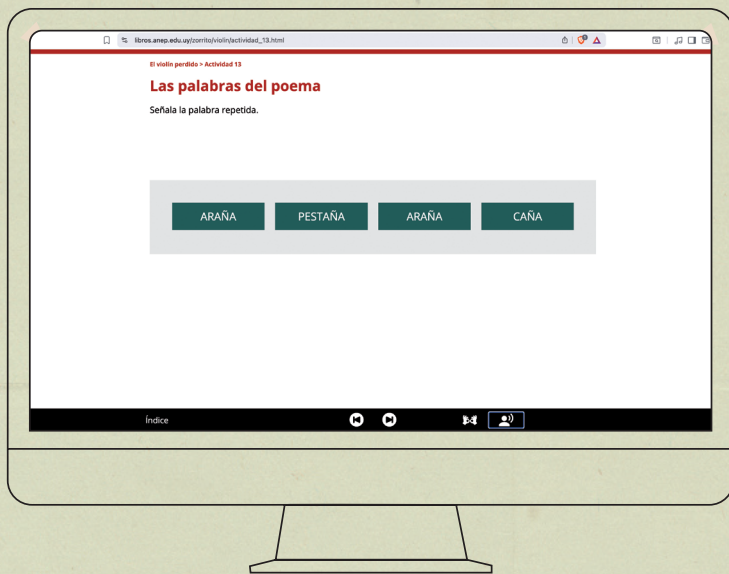 libros.anep.edu.uy/zorrito/violin/actividad_13.html
El violín perdido > Actividad 13
Las palabras del poema
Señala la palabra repetida.
ARAÑA PESTAÑA ARAÑA CAÑA
Índice